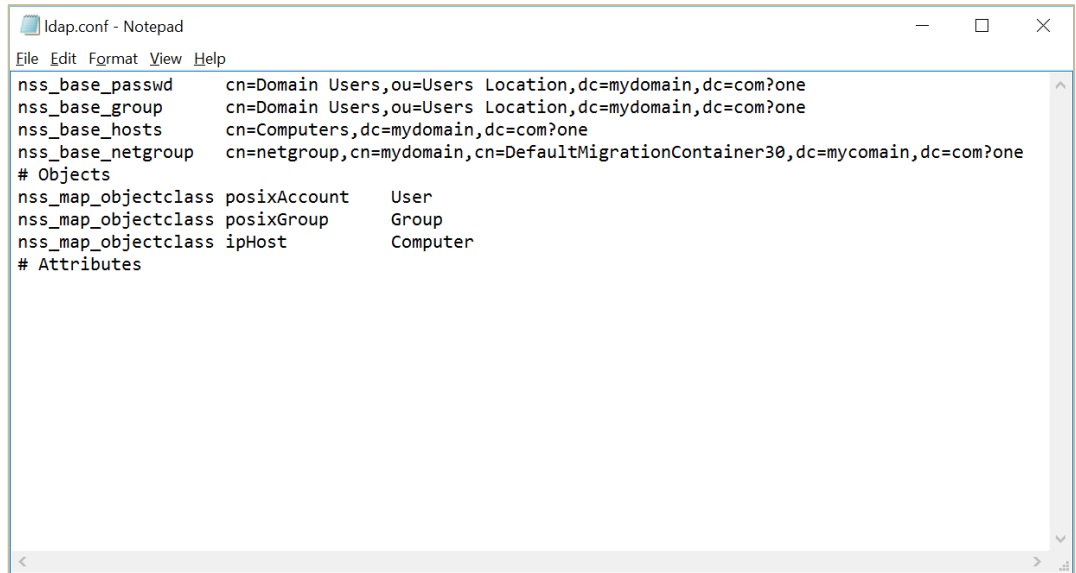 ldap.conf - Notepad
File Edit Format View Help
nss_base_passwd     cn=Domain Users,ou=Users Location,dc=mydomain,dc=com?one
nss_base_group      cn=Domain Users,ou=Users Location,dc=mydomain,dc=com?one
nss_base_hosts      cn=Computers,dc=mydomain,dc=com?one
nss_base_netgroup   cn=netgroup,cn=mydomain,cn=DefaultMigrationContainer30,dc=mycomain,dc=com?one
# Objects
nss_map_objectclass posixAccount    User
nss_map_objectclass posixGroup      Group
nss_map_objectclass ipHost          Computer
# Attributes